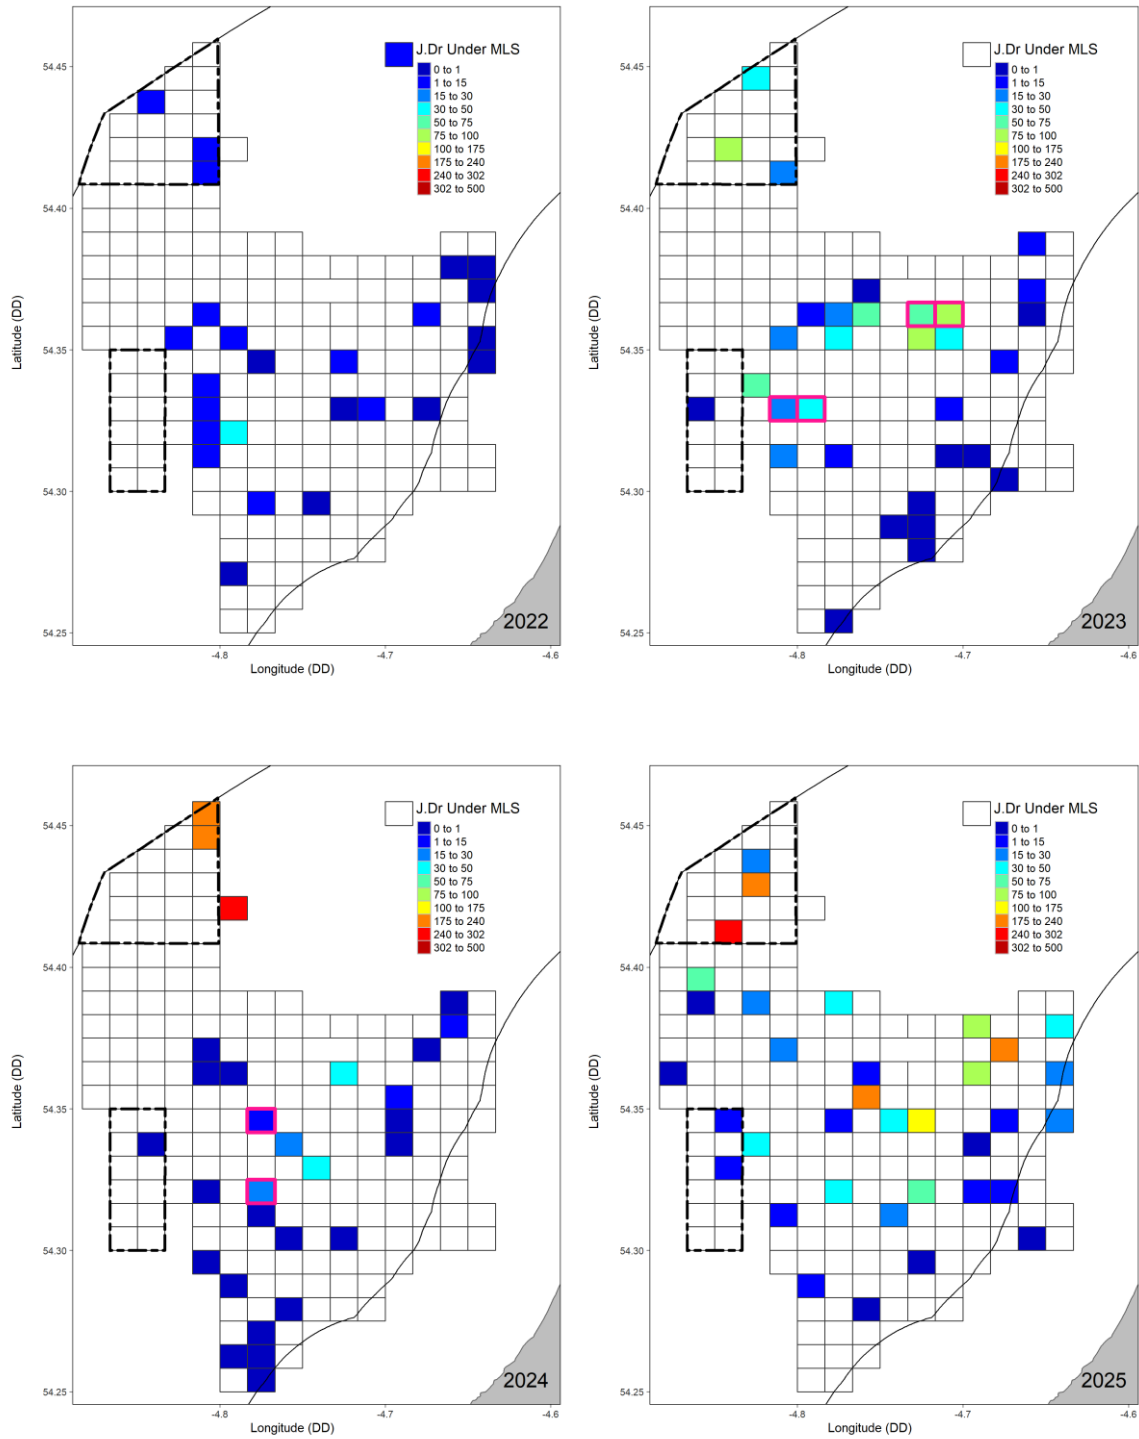 J.Dr Under MLS
0 to 1
1 to 15
15 to 30
30 to 50
50 to 75
75 to 100
100 to 175
175 to 240
240 to 302
302 to 500
54.45
54.40
54.35
54.30
54.25
Latitude (DD)
2022
-4.8 -4.7 -4.6
Longitude (DD)
J.Dr Under MLS
0 to 1
1 to 15
15 to 30
30 to 50
50 to 75
75 to 100
100 to 175
175 to 240
240 to 302
302 to 500
54.45
54.40
54.35
54.30
54.25
Latitude (DD)
2023
-4.8 -4.7 -4.6
Longitude (DD)
J.Dr Under MLS
0 to 1
1 to 15
15 to 30
30 to 50
50 to 75
75 to 100
100 to 175
175 to 240
240 to 302
302 to 500
54.45
54.40
54.35
54.30
54.25
Latitude (DD)
2024
-4.8 -4.7 -4.6
Longitude (DD)
J.Dr Under MLS
0 to 1
1 to 15
15 to 30
30 to 50
50 to 75
75 to 100
100 to 175
175 to 240
240 to 302
302 to 500
54.45
54.40
54.35
54.30
54.25
Latitude (DD)
2025
-4.8 -4.7 -4.6
Longitude (DD)